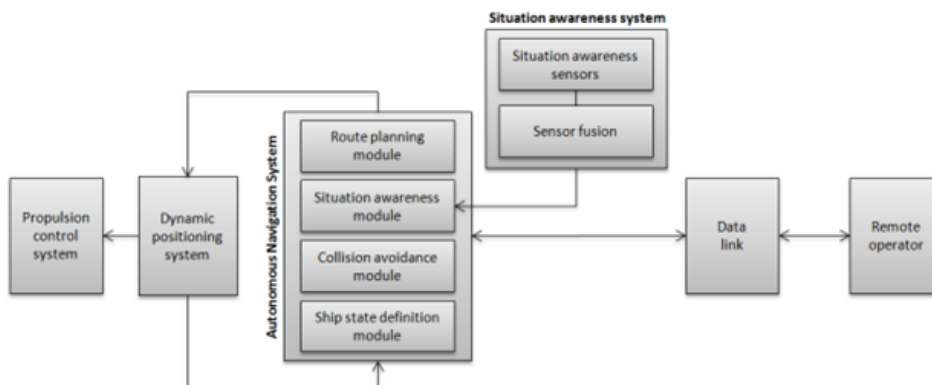 Situation awareness system
Situation awareness
sensors
Sensor fusion
Autonomous Navigation System
Route planning
module
Situation awareness
module
Collision avoidance
module
Ship state definition
module
Propulsion
control
system
Dynamic
positioning
system
Data
link
Remote
operator